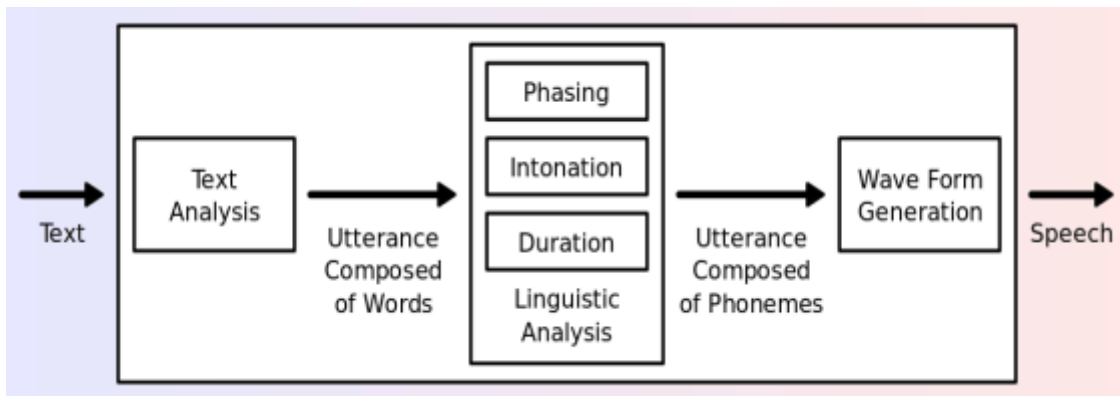 Text
Text
Analysis
Utterance
Composed
of Words
Phasing
Intonation
Duration
Linguistic
Analysis
Utterance
Composed
of Phonemes
Wave Form
Generation
Speech